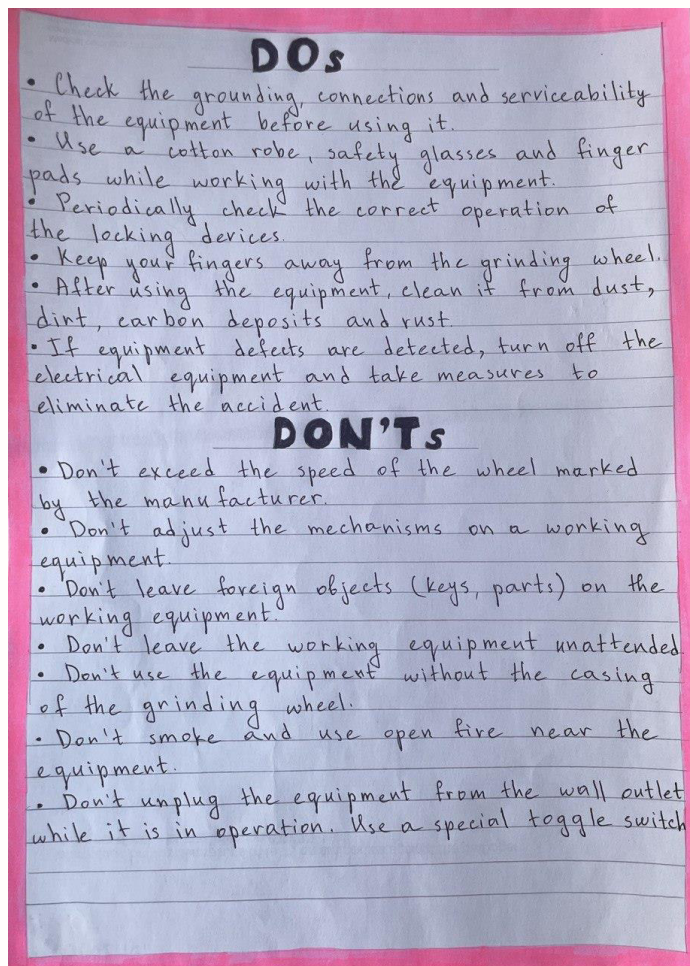 DOs
• Check the grounding, connections and serviceability
of the equipment before using it.
• Use a cotton robe, safety glasses and finger
pads while working with the equipment.
• Periodically check the correct operation of
the locking devices.
• Keep your fingers away from the grinding wheel.
• After using the equipment, clean it from dust,
dirt, carbon deposits and rust.
• If equipment defects are detected, turn off the
electrical equipment and take measures to
eliminate the accident.
DON'Ts
• Don't exceed the speed of the wheel marked
by the manufacturer.
• Don't adjust the mechanisms on a working
equipment.
• Don't leave foreign objects (keys, parts) on the
working equipment.
• Don't leave the working equipment unattended.
• Don't use the equipment without the casing
of the grinding wheel.
• Don't smoke and use open fire near the
equipment.
• Don't unplug the equipment from the wall outlet
while it is in operation. Use a special toggle switch